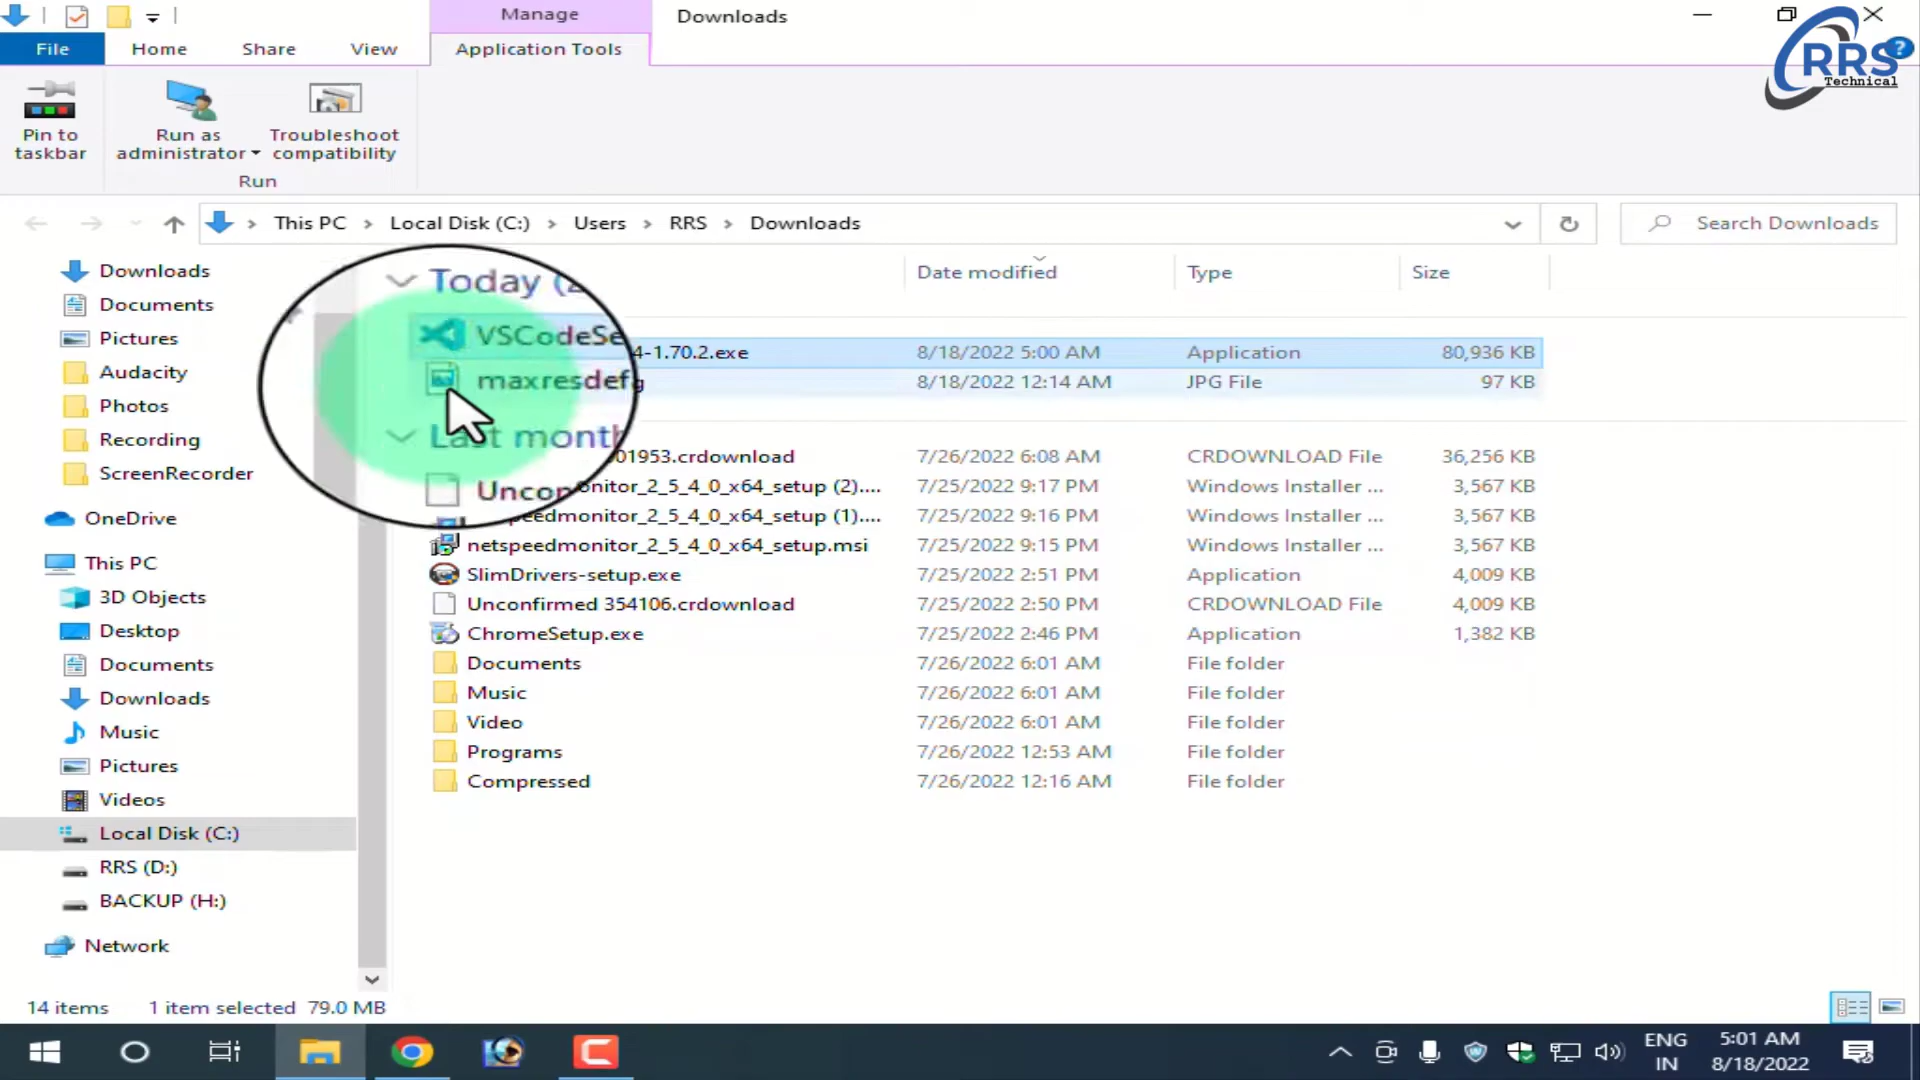 Manage
Downloads
File
Home
Share
View
Application Tools
RRS
Technical
?
Pin to
taskbar
Run as
administrator
Troubleshoot
compatibility
Run
This PC
Local Disk (C:)
Users
RRS
Downloads
Search Downloads
Downloads
Documents
Pictures
Audacity
Photos
Recording
ScreenRecorder
OneDrive
This PC
3D Objects
Desktop
Documents
Downloads
Music
Pictures
Videos
Local Disk (C:)
RRS (D:)
BACKUP (H:)
Network
Date modified
Type
Size
Today
VSCodeSe 4-1.70.2.exe 8/18/2022 5:00 AM Application 80,936 KB
maxresdef 8/18/2022 12:14 AM JPG File 97 KB
Last month
Uncon 01953.crdownload 7/26/2022 6:08 AM CRDOWNLOAD File 36,256 KB
onitor_2_5_4_0_x64_setup (2).... 7/25/2022 9:17 PM Windows Installer ... 3,567 KB
eedmonitor_2_5_4_0_x64_setup (1).... 7/25/2022 9:16 PM Windows Installer ... 3,567 KB
netspeedmonitor_2_5_4_0_x64_setup.msi 7/25/2022 9:15 PM Windows Installer ... 3,567 KB
SlimDrivers-setup.exe 7/25/2022 2:51 PM Application 4,009 KB
Unconfirmed 354106.crdownload 7/25/2022 2:50 PM CRDOWNLOAD File 4,009 KB
ChromeSetup.exe 7/25/2022 2:46 PM Application 1,382 KB
Documents 7/26/2022 6:01 AM File folder
Music 7/26/2022 6:01 AM File folder
Video 7/26/2022 6:01 AM File folder
Programs 7/26/2022 12:53 AM File folder
Compressed 7/26/2022 12:16 AM File folder
14 items 1 item selected 79.0 MB
ENG
IN
5:01 AM
8/18/2022